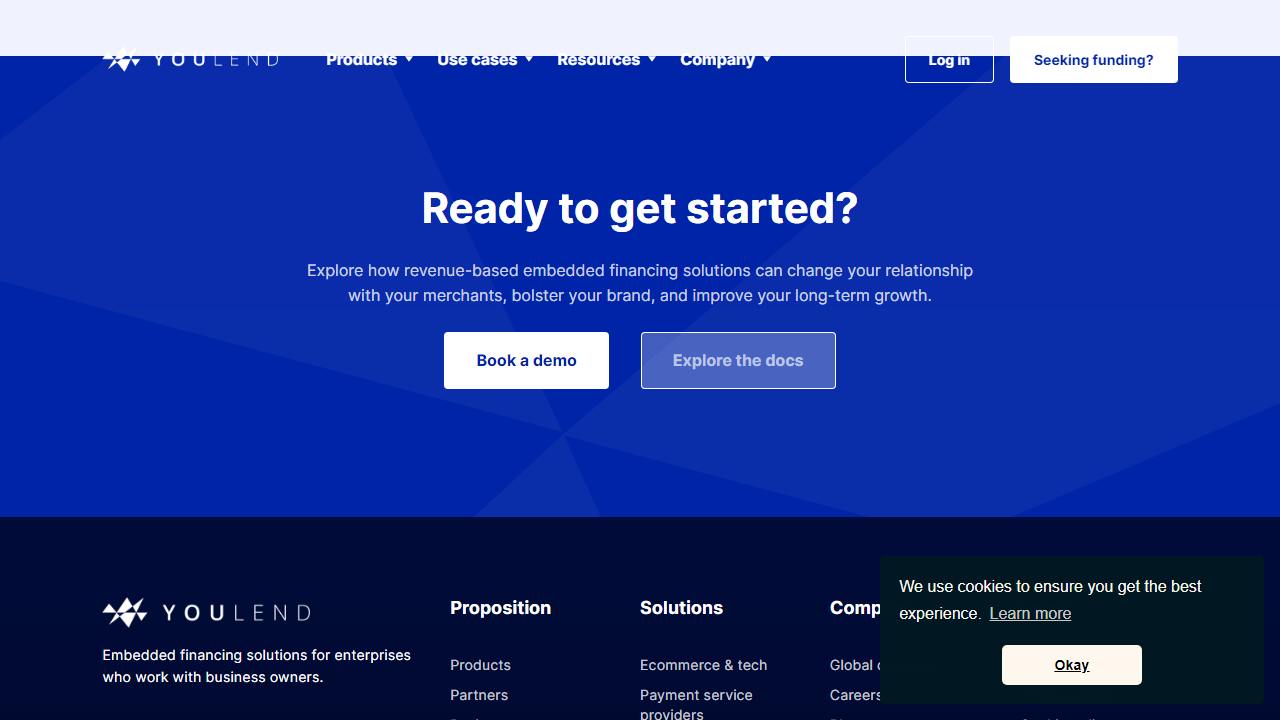 YOULEND
Products
Use cases
Resources
Company
Log in
Seeking funding?
Ready to get started?
Explore how revenue-based embedded financing solutions can change your relationship
with your merchants, bolster your brand, and improve your long-term growth.
Book a demo
Explore the docs
YOULEND
Embedded financing solutions for enterprises
who work with business owners.
Proposition
Products
Partners
Solutions
Ecommerce & tech
Payment service
providers
Global
Careers
We use cookies to ensure you get the best
experience. Learn more
Okay